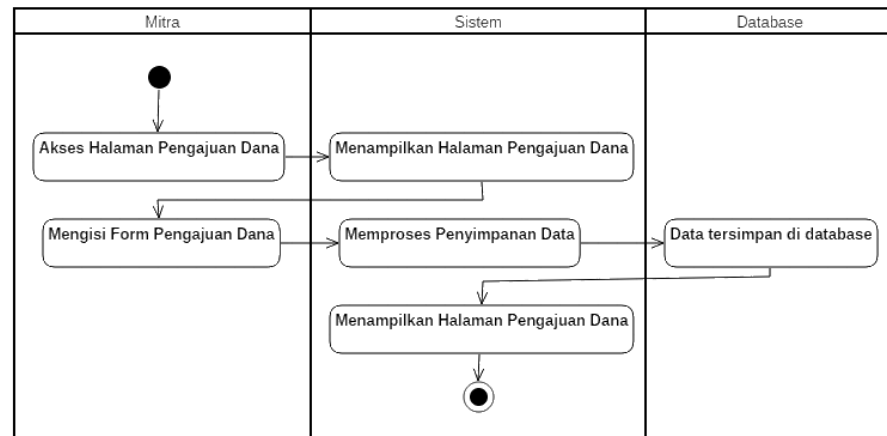 Mitra
Sistem
Database
Akses Halaman Pengajuan Dana
Menampilkan Halaman Pengajuan Dana
Mengisi Form Pengajuan Dana
Memproses Penyimpanan Data
Data tersimpan di database
Menampilkan Halaman Pengajuan Dana